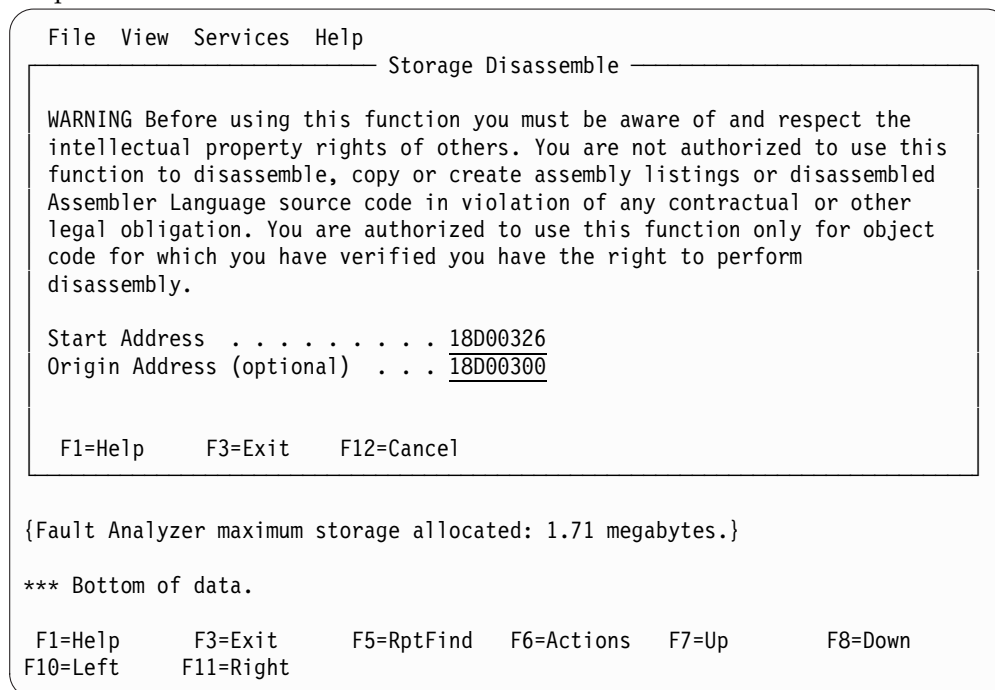 File View Services Help
Storage Disassemble
WARNING Before using this function you must be aware of and respect the
intellectual property rights of others. You are not authorized to use this
function to disassemble, copy or create assembly listings or disassembled
Assembler Language source code in violation of any contractual or other
legal obligation. You are authorized to use this function only for object
code for which you have verified you have the right to perform
disassembly.
Start Address . . . . . . . . . 18D00326
Origin Address (optional) . . . 18D00300
F1=Help F3=Exit F12=Cancel
{Fault Analyzer maximum storage allocated: 1.71 megabytes.}
*** Bottom of data.
F1=Help F3=Exit F5=RptFind F6=Actions F7=Up F8=Down
F10=Left F11=Right